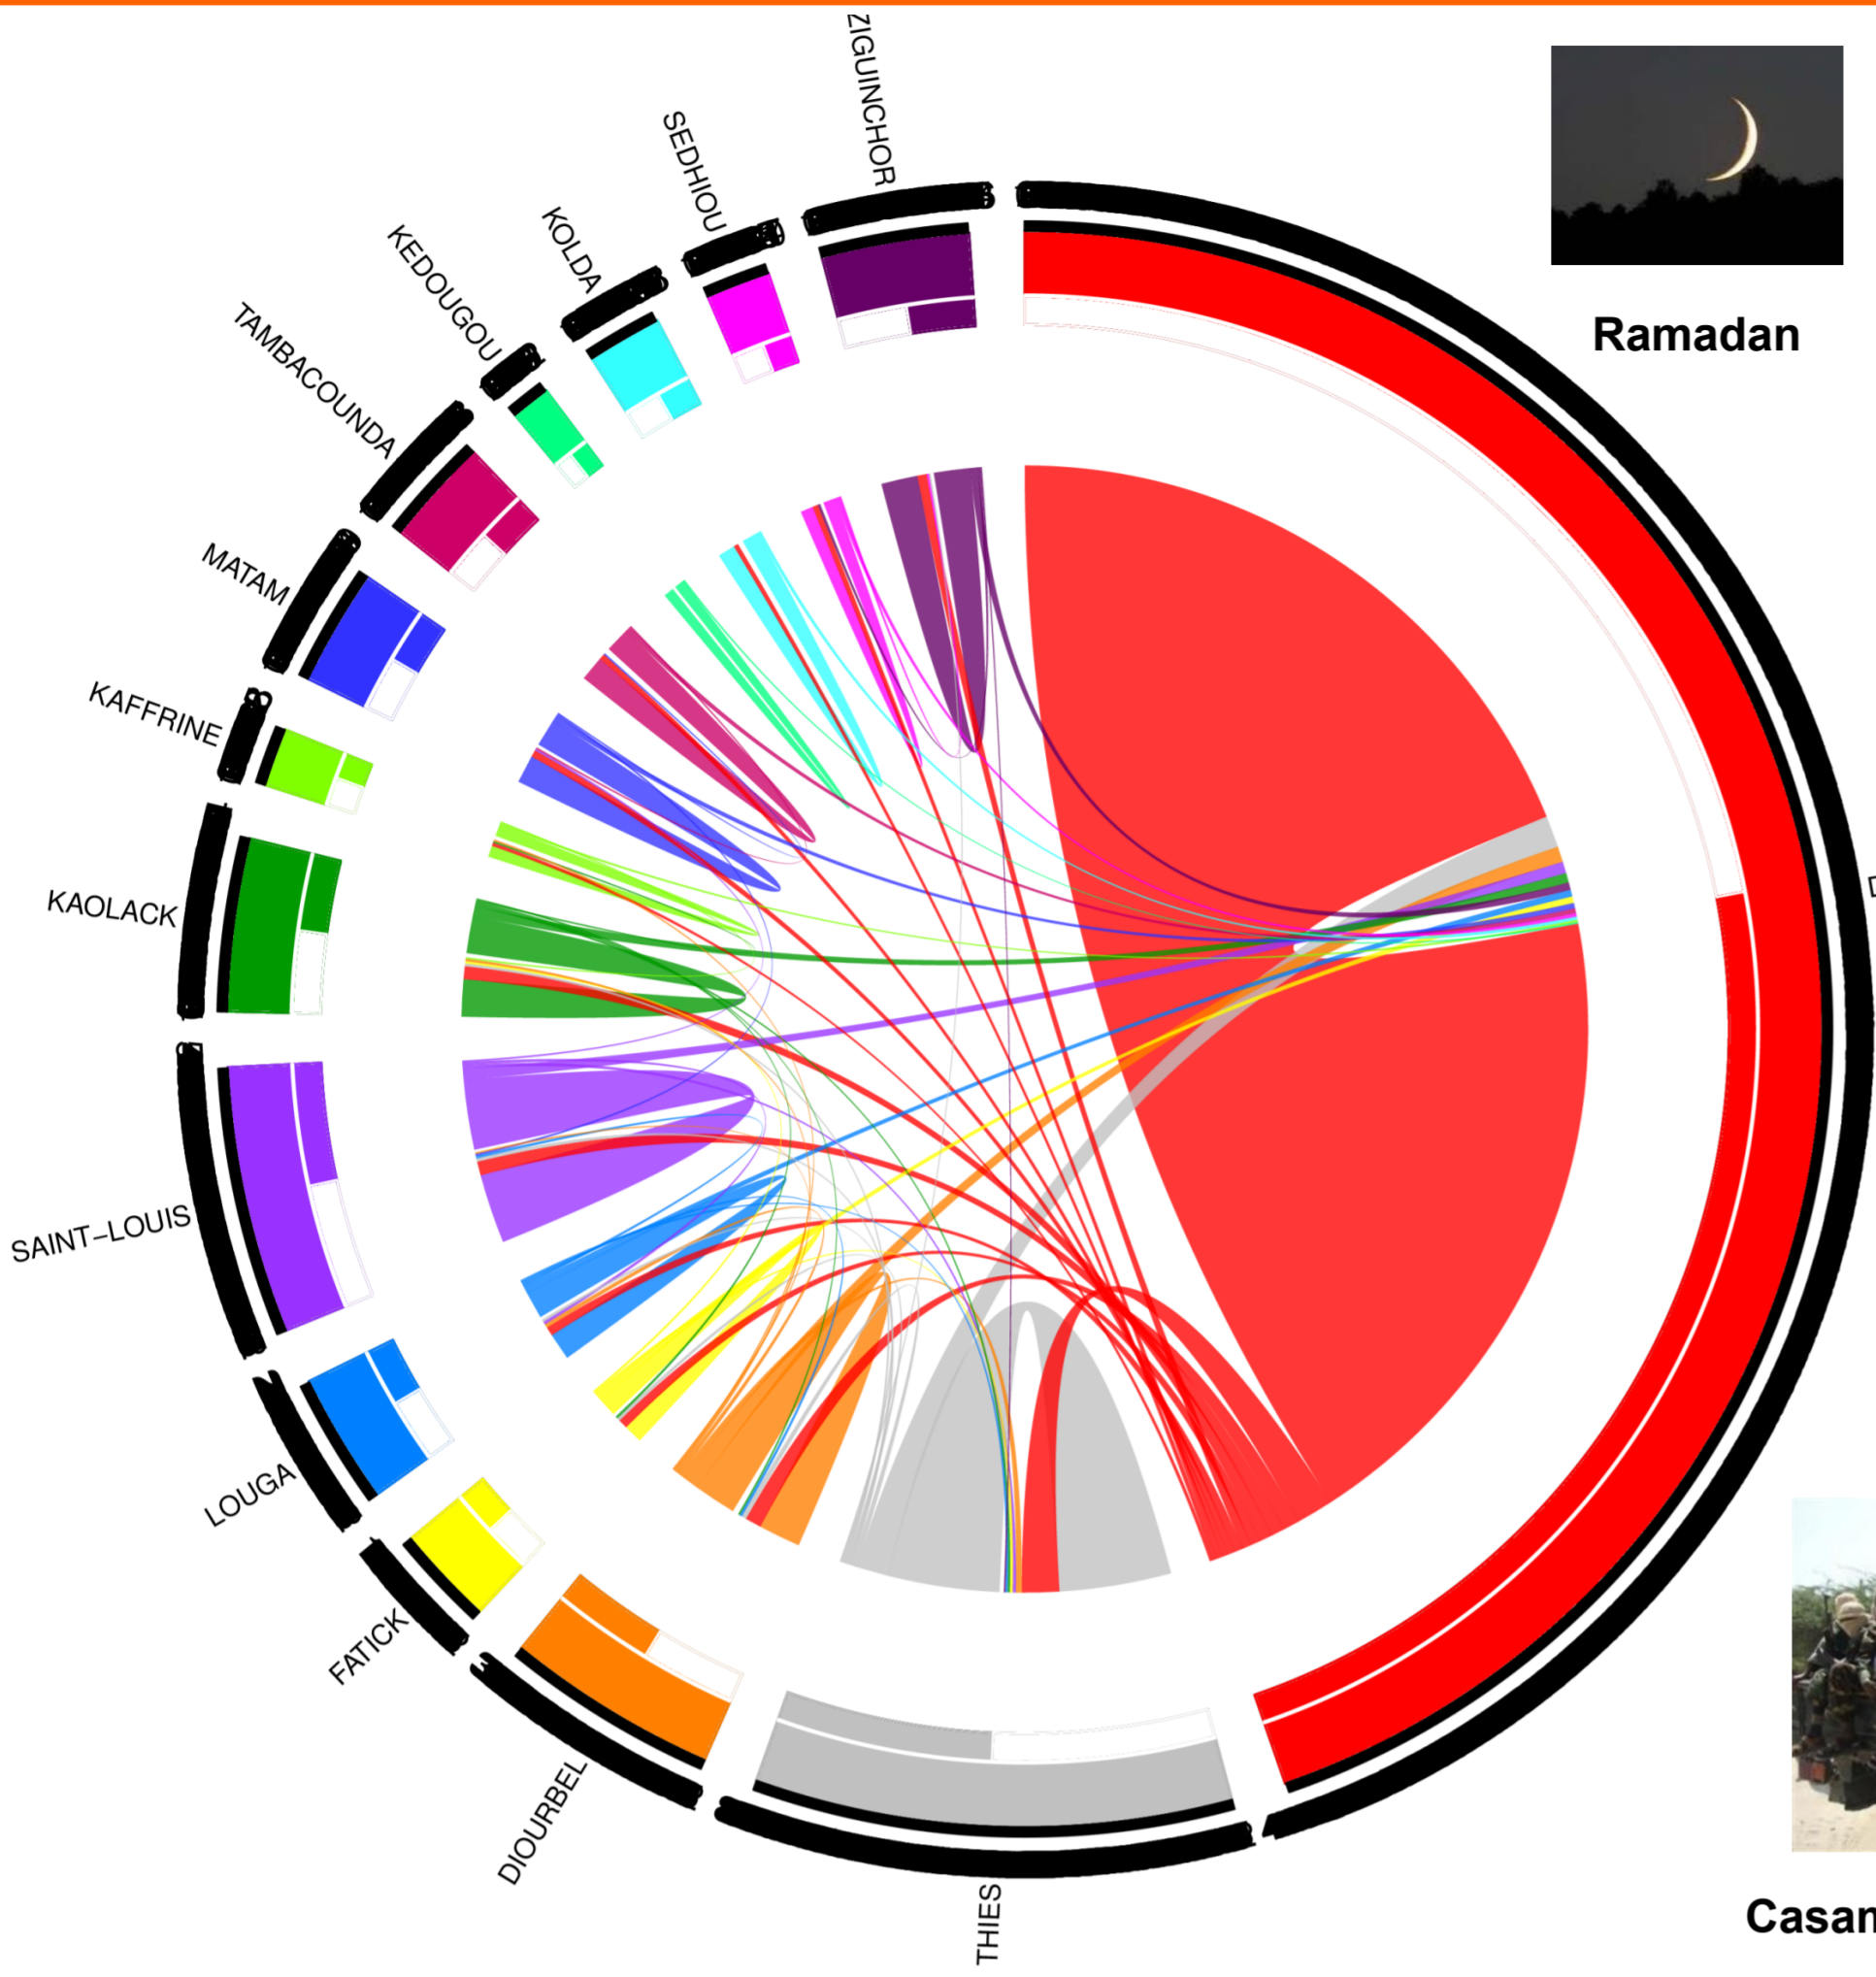 ZIGUINCHOR
SEDHIOU
KOLDA
KEDOUGOU
TAMBACOUNDA
MATAM
KAFFRINE
KAOLACK
SAINT–LOUIS
LOUGA
FATICK
DIOURBEL
THIES
Ramadan